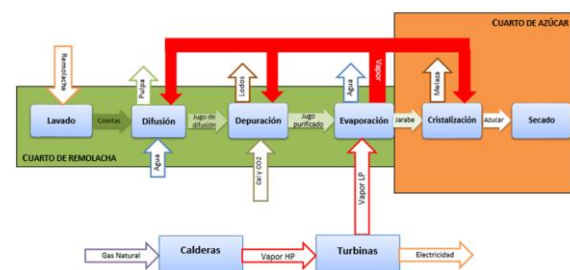 CUARTO DE AZÚCAR
Remolacha
Pulpa
Lodos
Agua
Vapor
Melaza
Lavado
Cosetas
Difusión
Jugo de
difusión
Depuración
Jugo
purificado
Evaporación
Jarabe
Cristalización
Azucar
Secado
CUARTO DE REMOLACHA
Agua
cal y co2
Vapor LP
Gas Natural
Calderas
Vapor HP
Turbinas
Electricidad